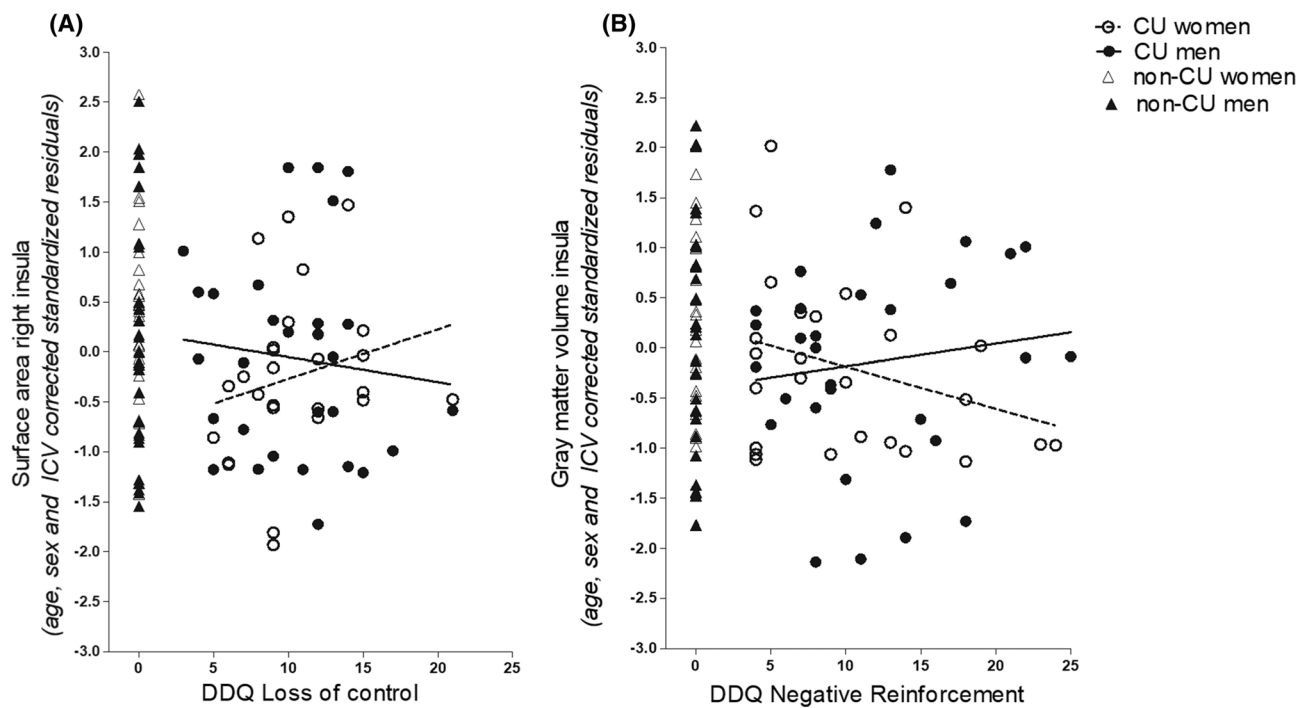 (A)
Surface area right insula
(age, sex and ICV corrected standardized residuals)
3.0
2.5
2.0
1.5
1.0
0.5
0.0
-0.5
-1.0
-1.5
-2.0
-2.5
-3.0
0 5 10 15 20 25
DDQ Loss of control
(B)
Gray matter volume insula
(age, sex and ICV corrected standardized residuals)
3.0
2.5
2.0
1.5
1.0
0.5
0.0
-0.5
-1.0
-1.5
-2.0
-2.5
-3.0
0 5 10 15 20 25
DDQ Negative Reinforcement
CU women
CU men
non-CU women
non-CU men